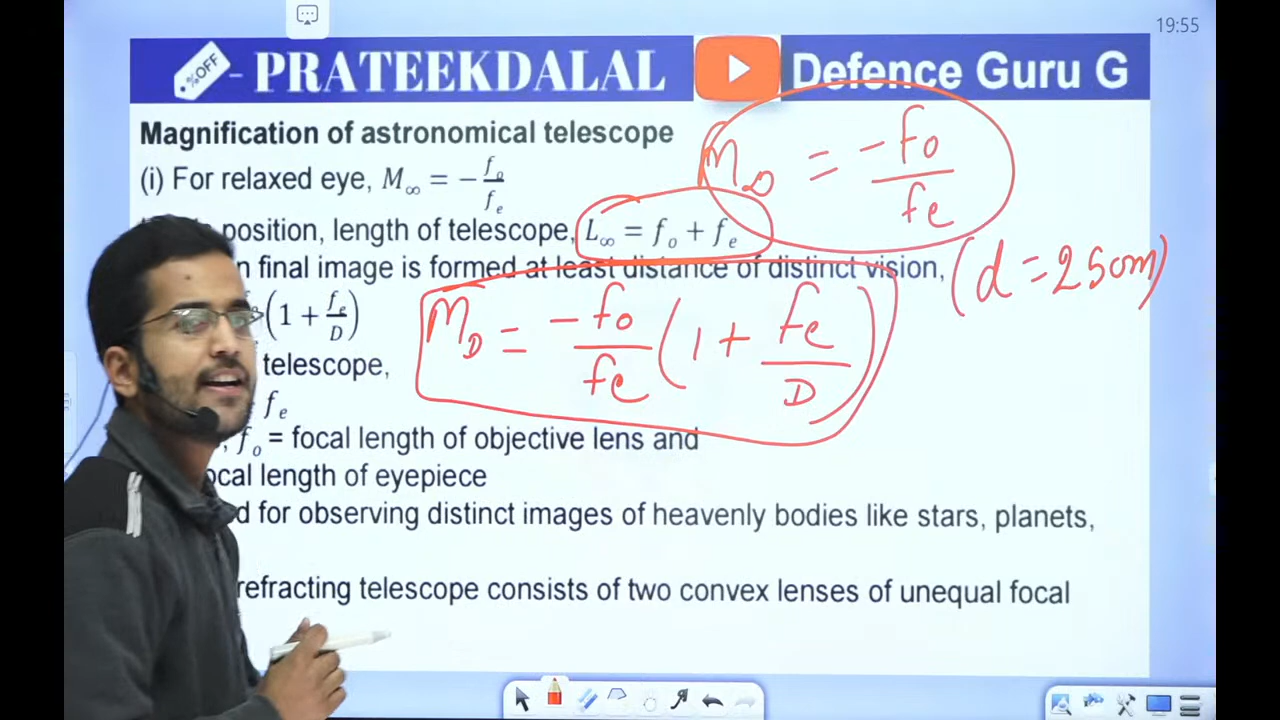 19:55
%OFF - PRATEEKDALAL Defence Guru G
Magnification of astronomical telescope
(i) For relaxed eye, M∞ = − fo/fe
position, length of telescope, L∞ = fo + fe
n final image is formed at least distance of distinct vision,
(1 + fe/D)
telescope,
fe
fo = focal length of objective lens and
ocal length of eyepiece
d for observing distinct images of heavenly bodies like stars, planets,
refracting telescope consists of two convex lenses of unequal focal
M∞ = −fo/fe
(d = 25cm)
MD = −fo/fe (1 + fe/D)